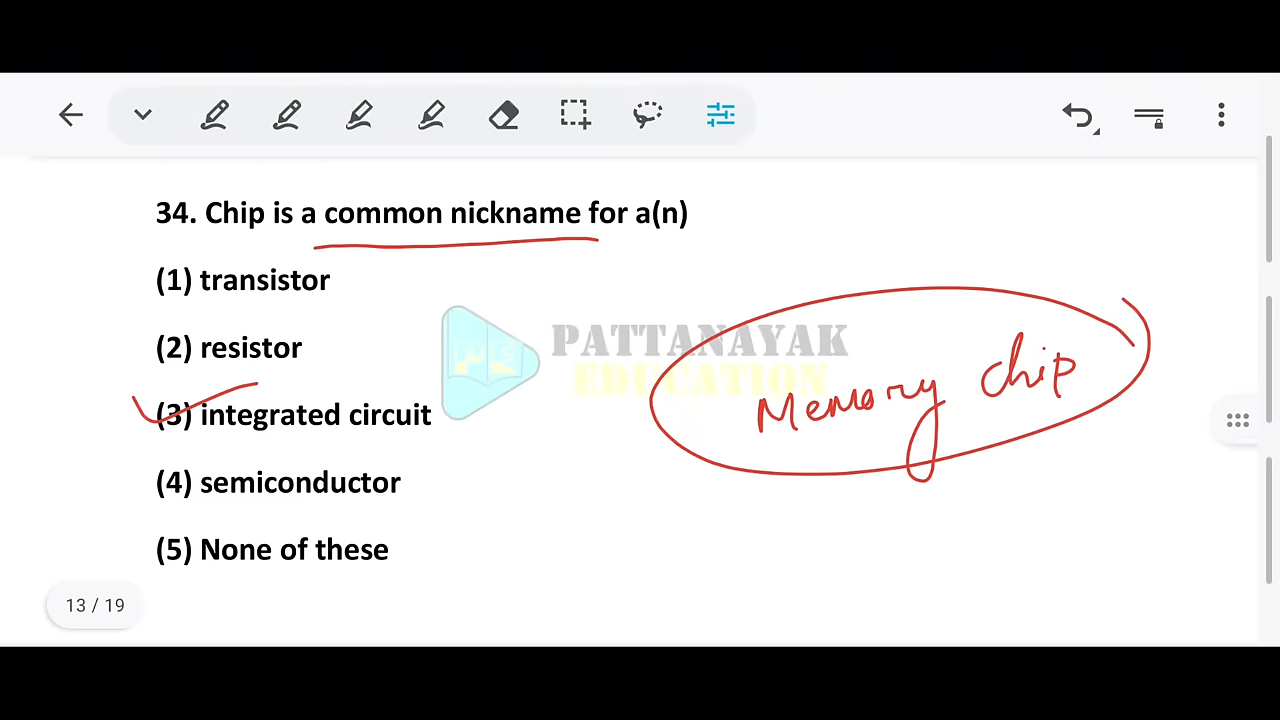 34. Chip is a common nickname for a(n)
(1) transistor
(2) resistor
(3) integrated circuit
(4) semiconductor
(5) None of these
PATTANAYAK
EDUCATION
Memory chip
13 / 19